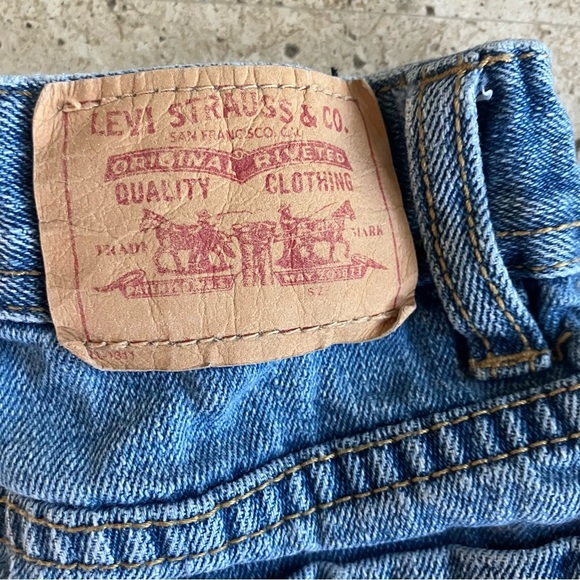 LEVI STRAUSS & CO.
SAN FRANCISCO, CAL
ORIGINAL RIVETED
QUALITY CLOTHING
TRADE MARK